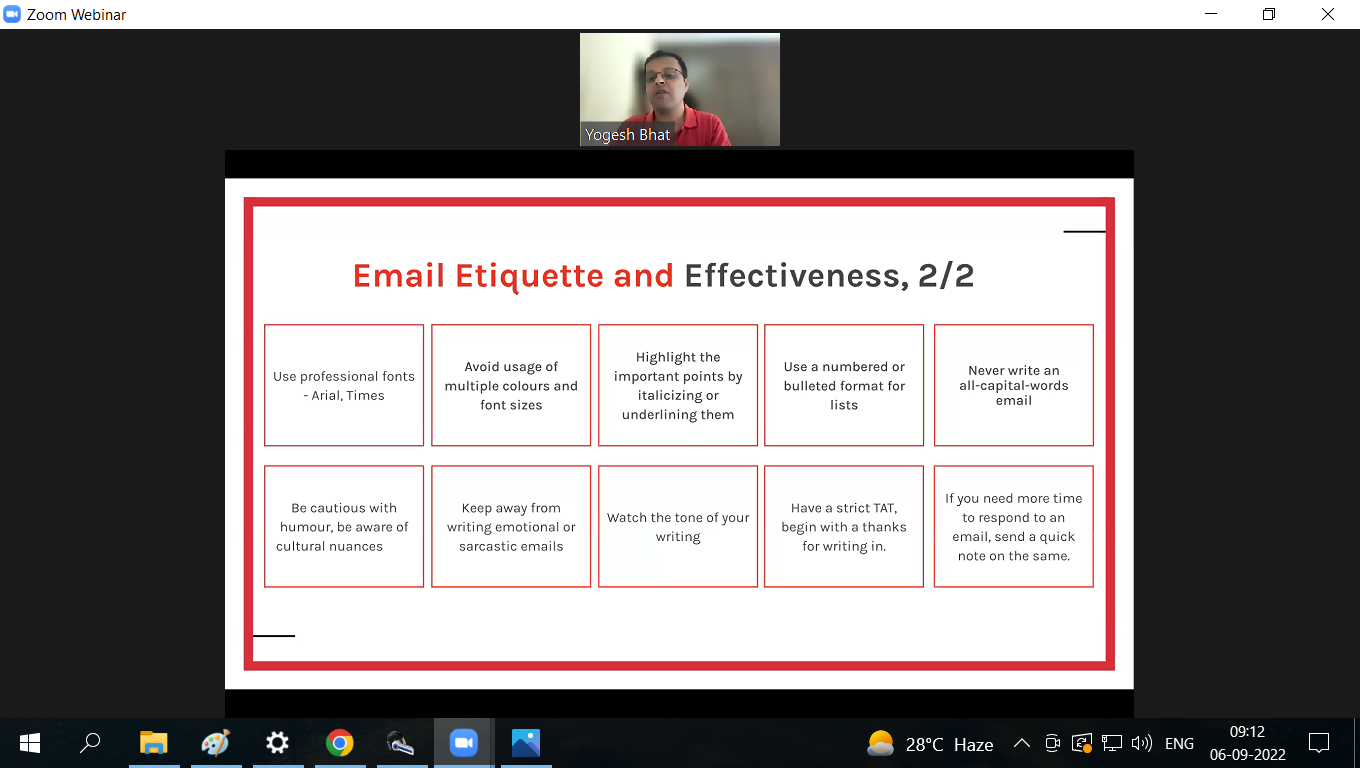 Zoom Webinar
Yogesh Bhat
Email Etiquette and Effectiveness, 2/2
Use professional fonts
- Arial, Times
Avoid usage of
multiple colours and
font sizes
Highlight the
important points by
italicizing or
underlining them
Use a numbered or
bulleted format for
lists
Never write an
all-capital-words
email
Be cautious with
humour, be aware of
cultural nuances
Keep away from
writing emotional or
sarcastic emails
Watch the tone of your
writing
Have a strict TAT,
begin with a thanks
for writing in.
If you need more time
to respond to an
email, send a quick
note on the same.
28°C Haze
ENG
09:12
06-09-2022